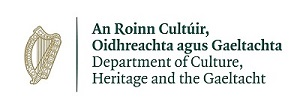 An Roinn Cultúir,
Oidhreachta agus Gaeltachta
Department of Culture,
Heritage and the Gaeltacht